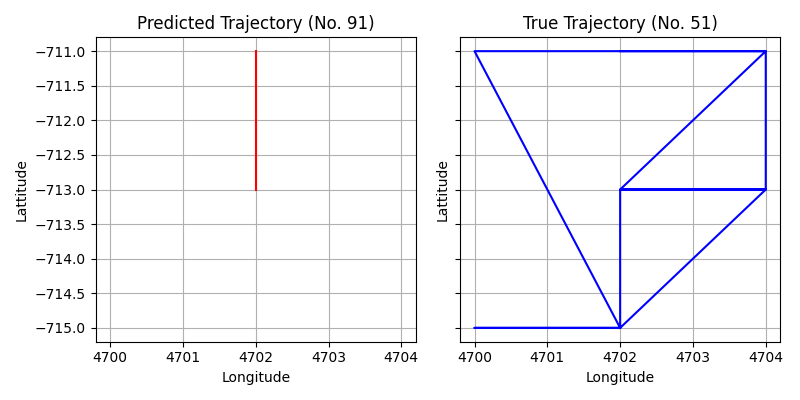 Predicted Trajectory (No. 91)
True Trajectory (No. 51)
−711.0
−711.5
−712.0
−712.5
−713.0
−713.5
−714.0
−714.5
−715.0
Lattitude
Lattitude
4700 4701 4702 4703 4704
4700 4701 4702 4703 4704
Longitude
Longitude